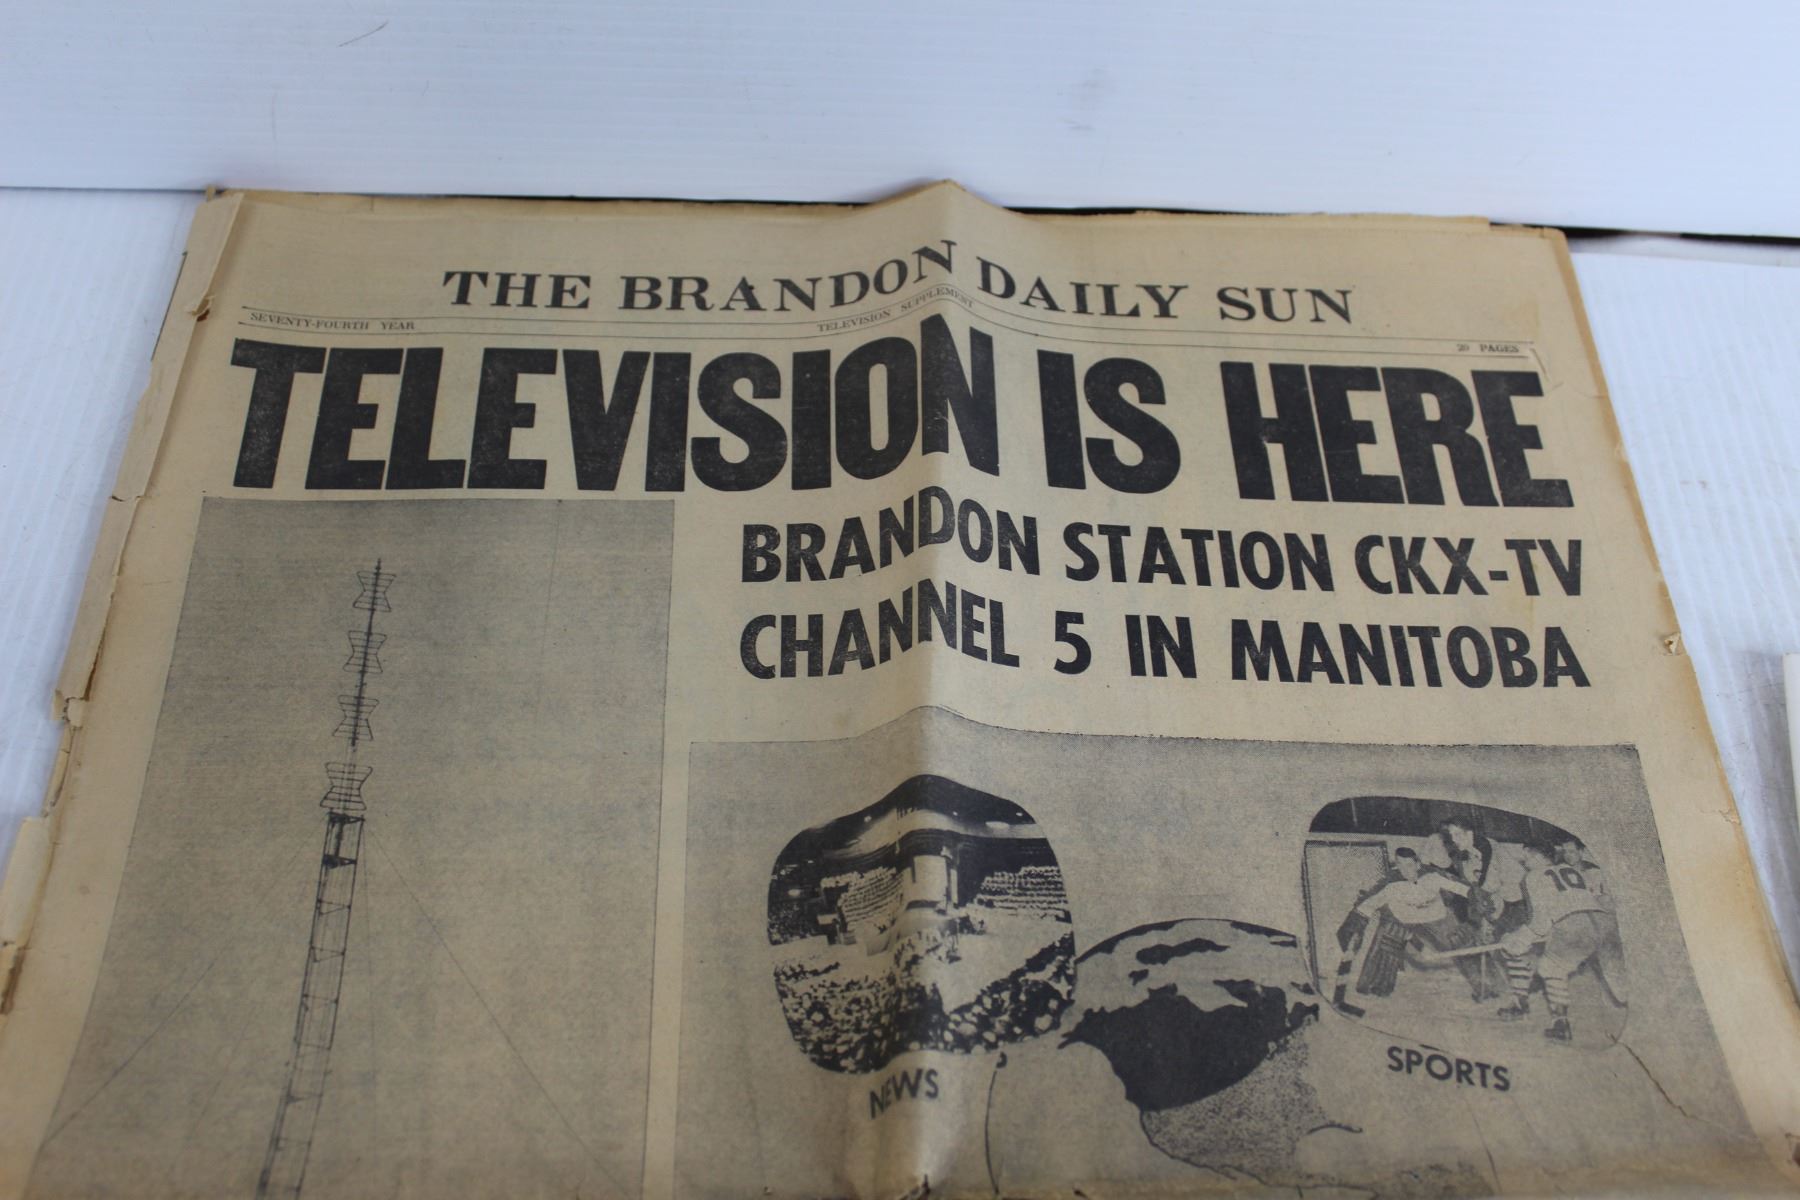 THE BRANDON DAILY SUN
SEVENTY-FOURTH YEAR
TELEVISION SUPPLEMENT
20 PAGES
TELEVISION IS HERE
BRANDON STATION CKX-TV
CHANNEL 5 IN MANITOBA
10
NEWS
SPORTS